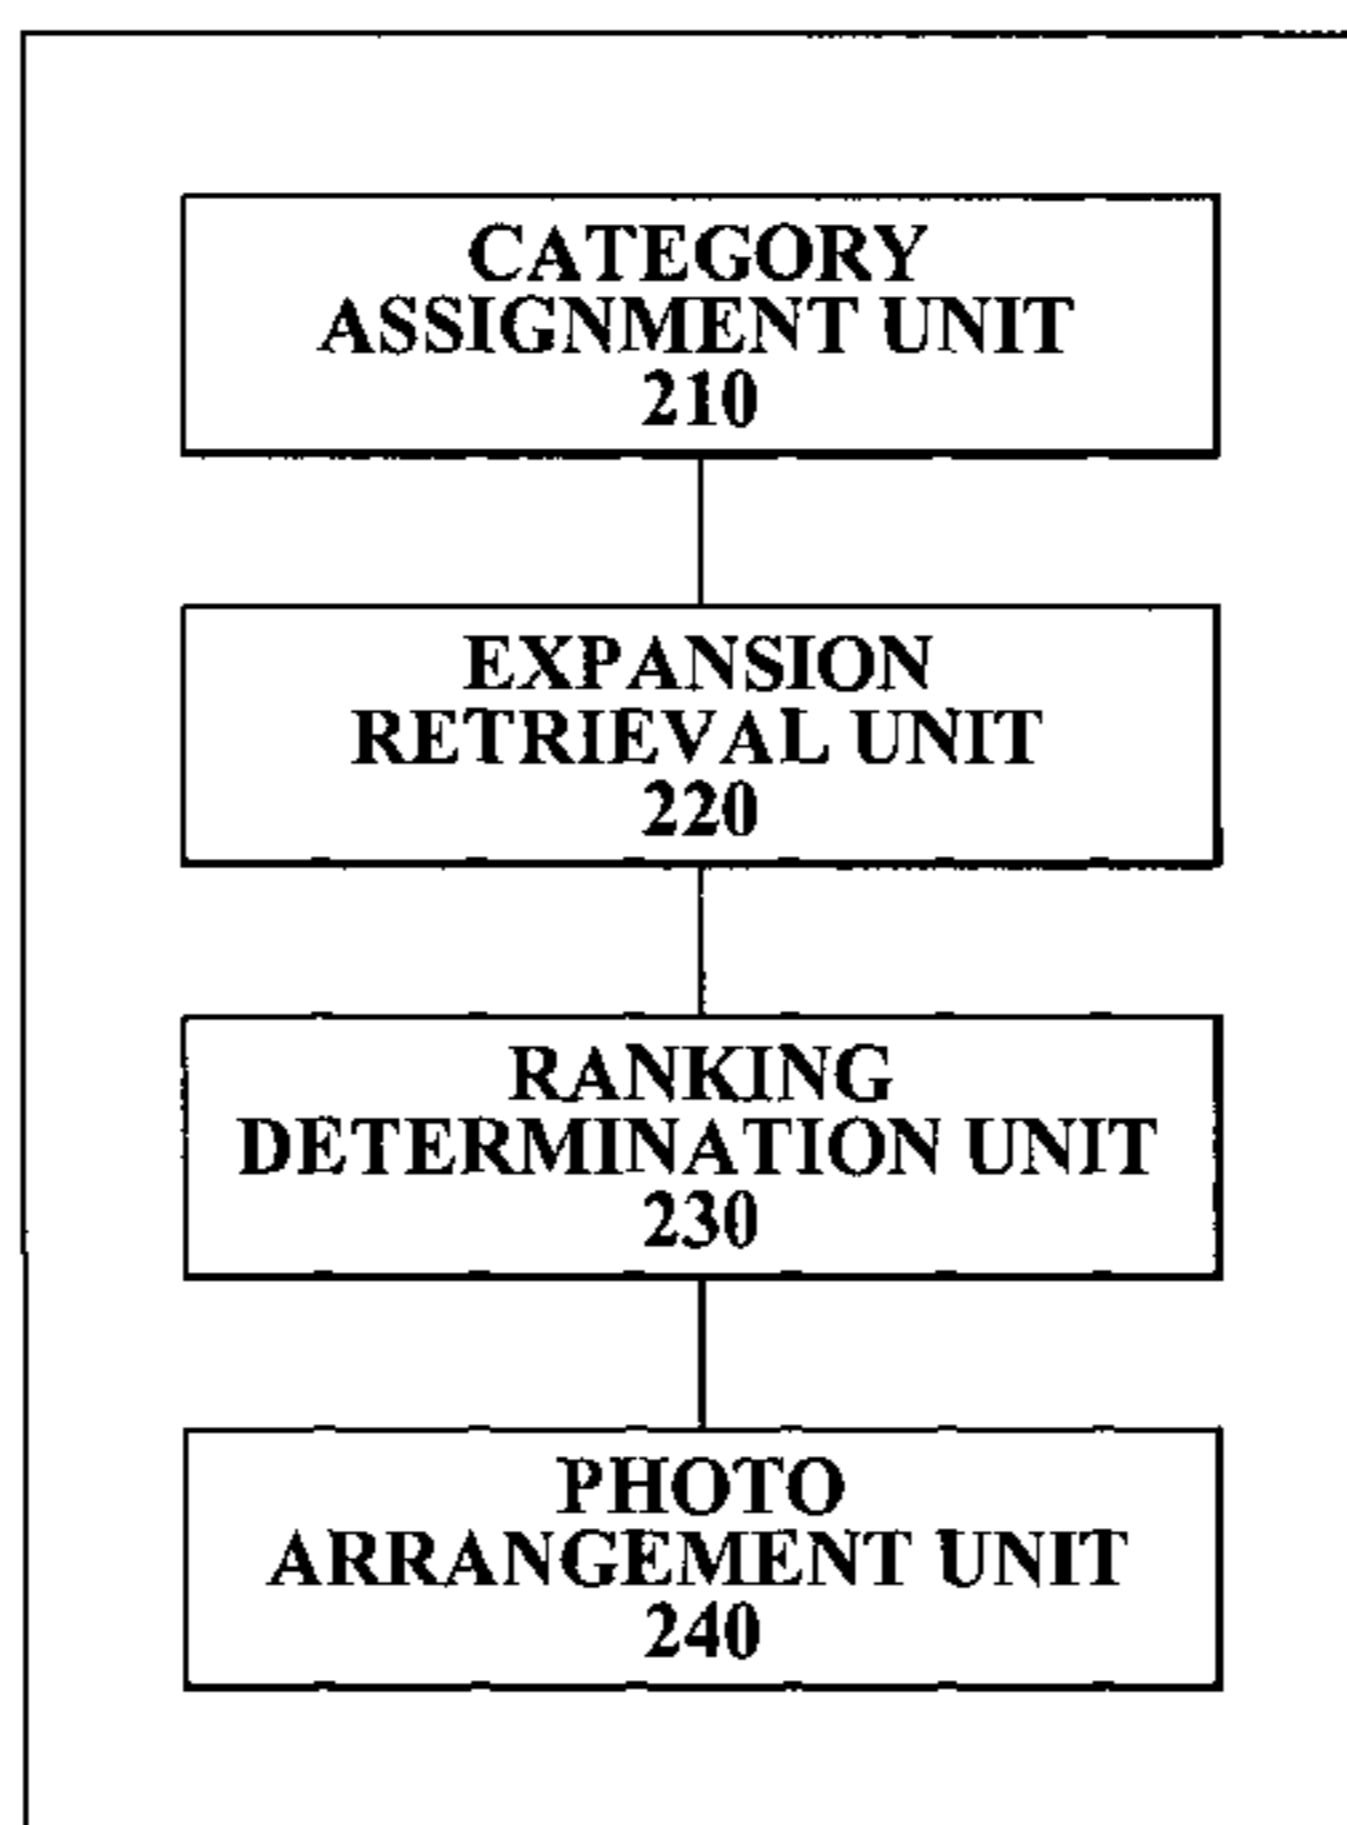 CATEGORY
ASSIGNMENT UNIT
210
EXPANSION
RETRIEVAL UNIT
220
RANKING
DETERMINATION UNIT
230
PHOTO
ARRANGEMENT UNIT
240